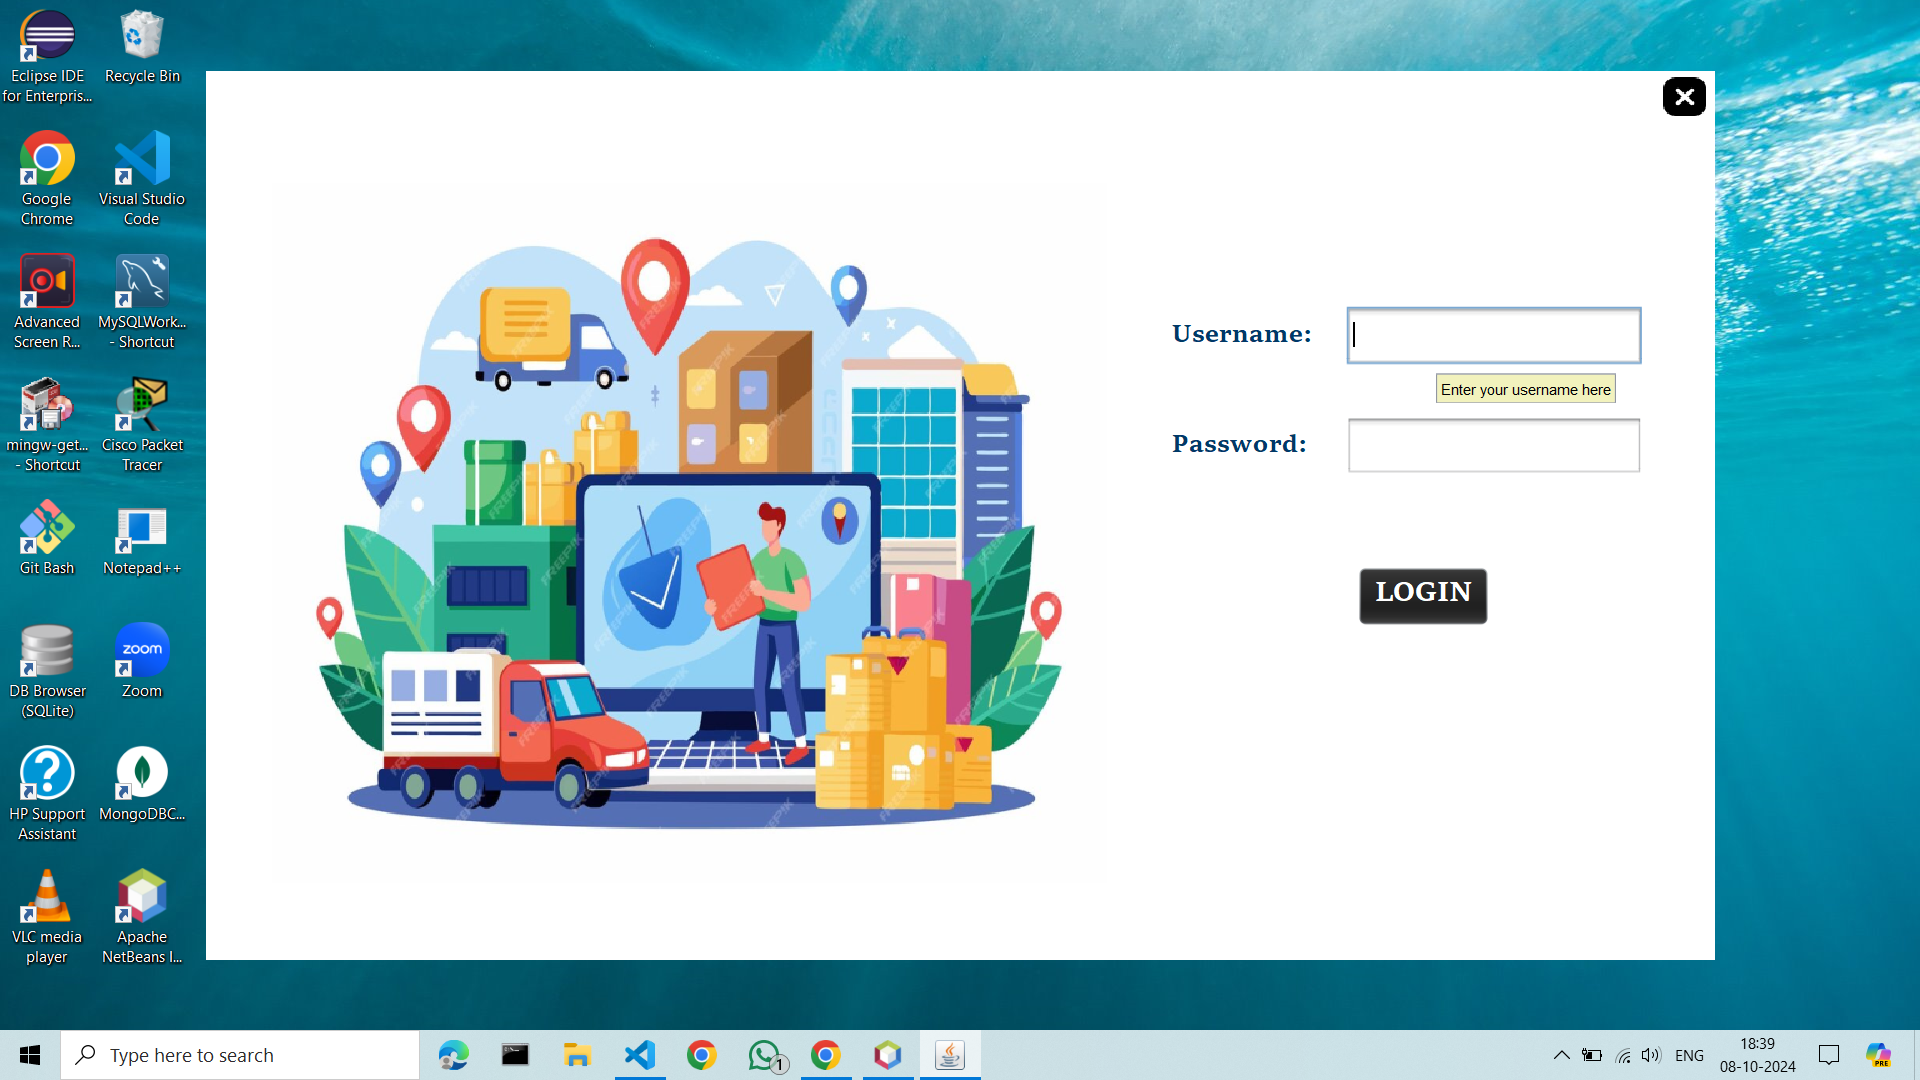 Eclipse IDE
for Enterpris...
Recycle Bin
Google
Chrome
Visual Studio
Code
Advanced
Screen R...
MySQLWork...
- Shortcut
mingw-get...
- Shortcut
Cisco Packet
Tracer
Git Bash
Notepad++
DB Browser
(SQLite)
zoom
Zoom
HP Support
Assistant
MongoDBC...
VLC media
player
Apache
NetBeans I...
Username:
Enter your username here
Password:
LOGIN
FREEPIK
Type here to search
1
ENG
18:39
08-10-2024
PRE